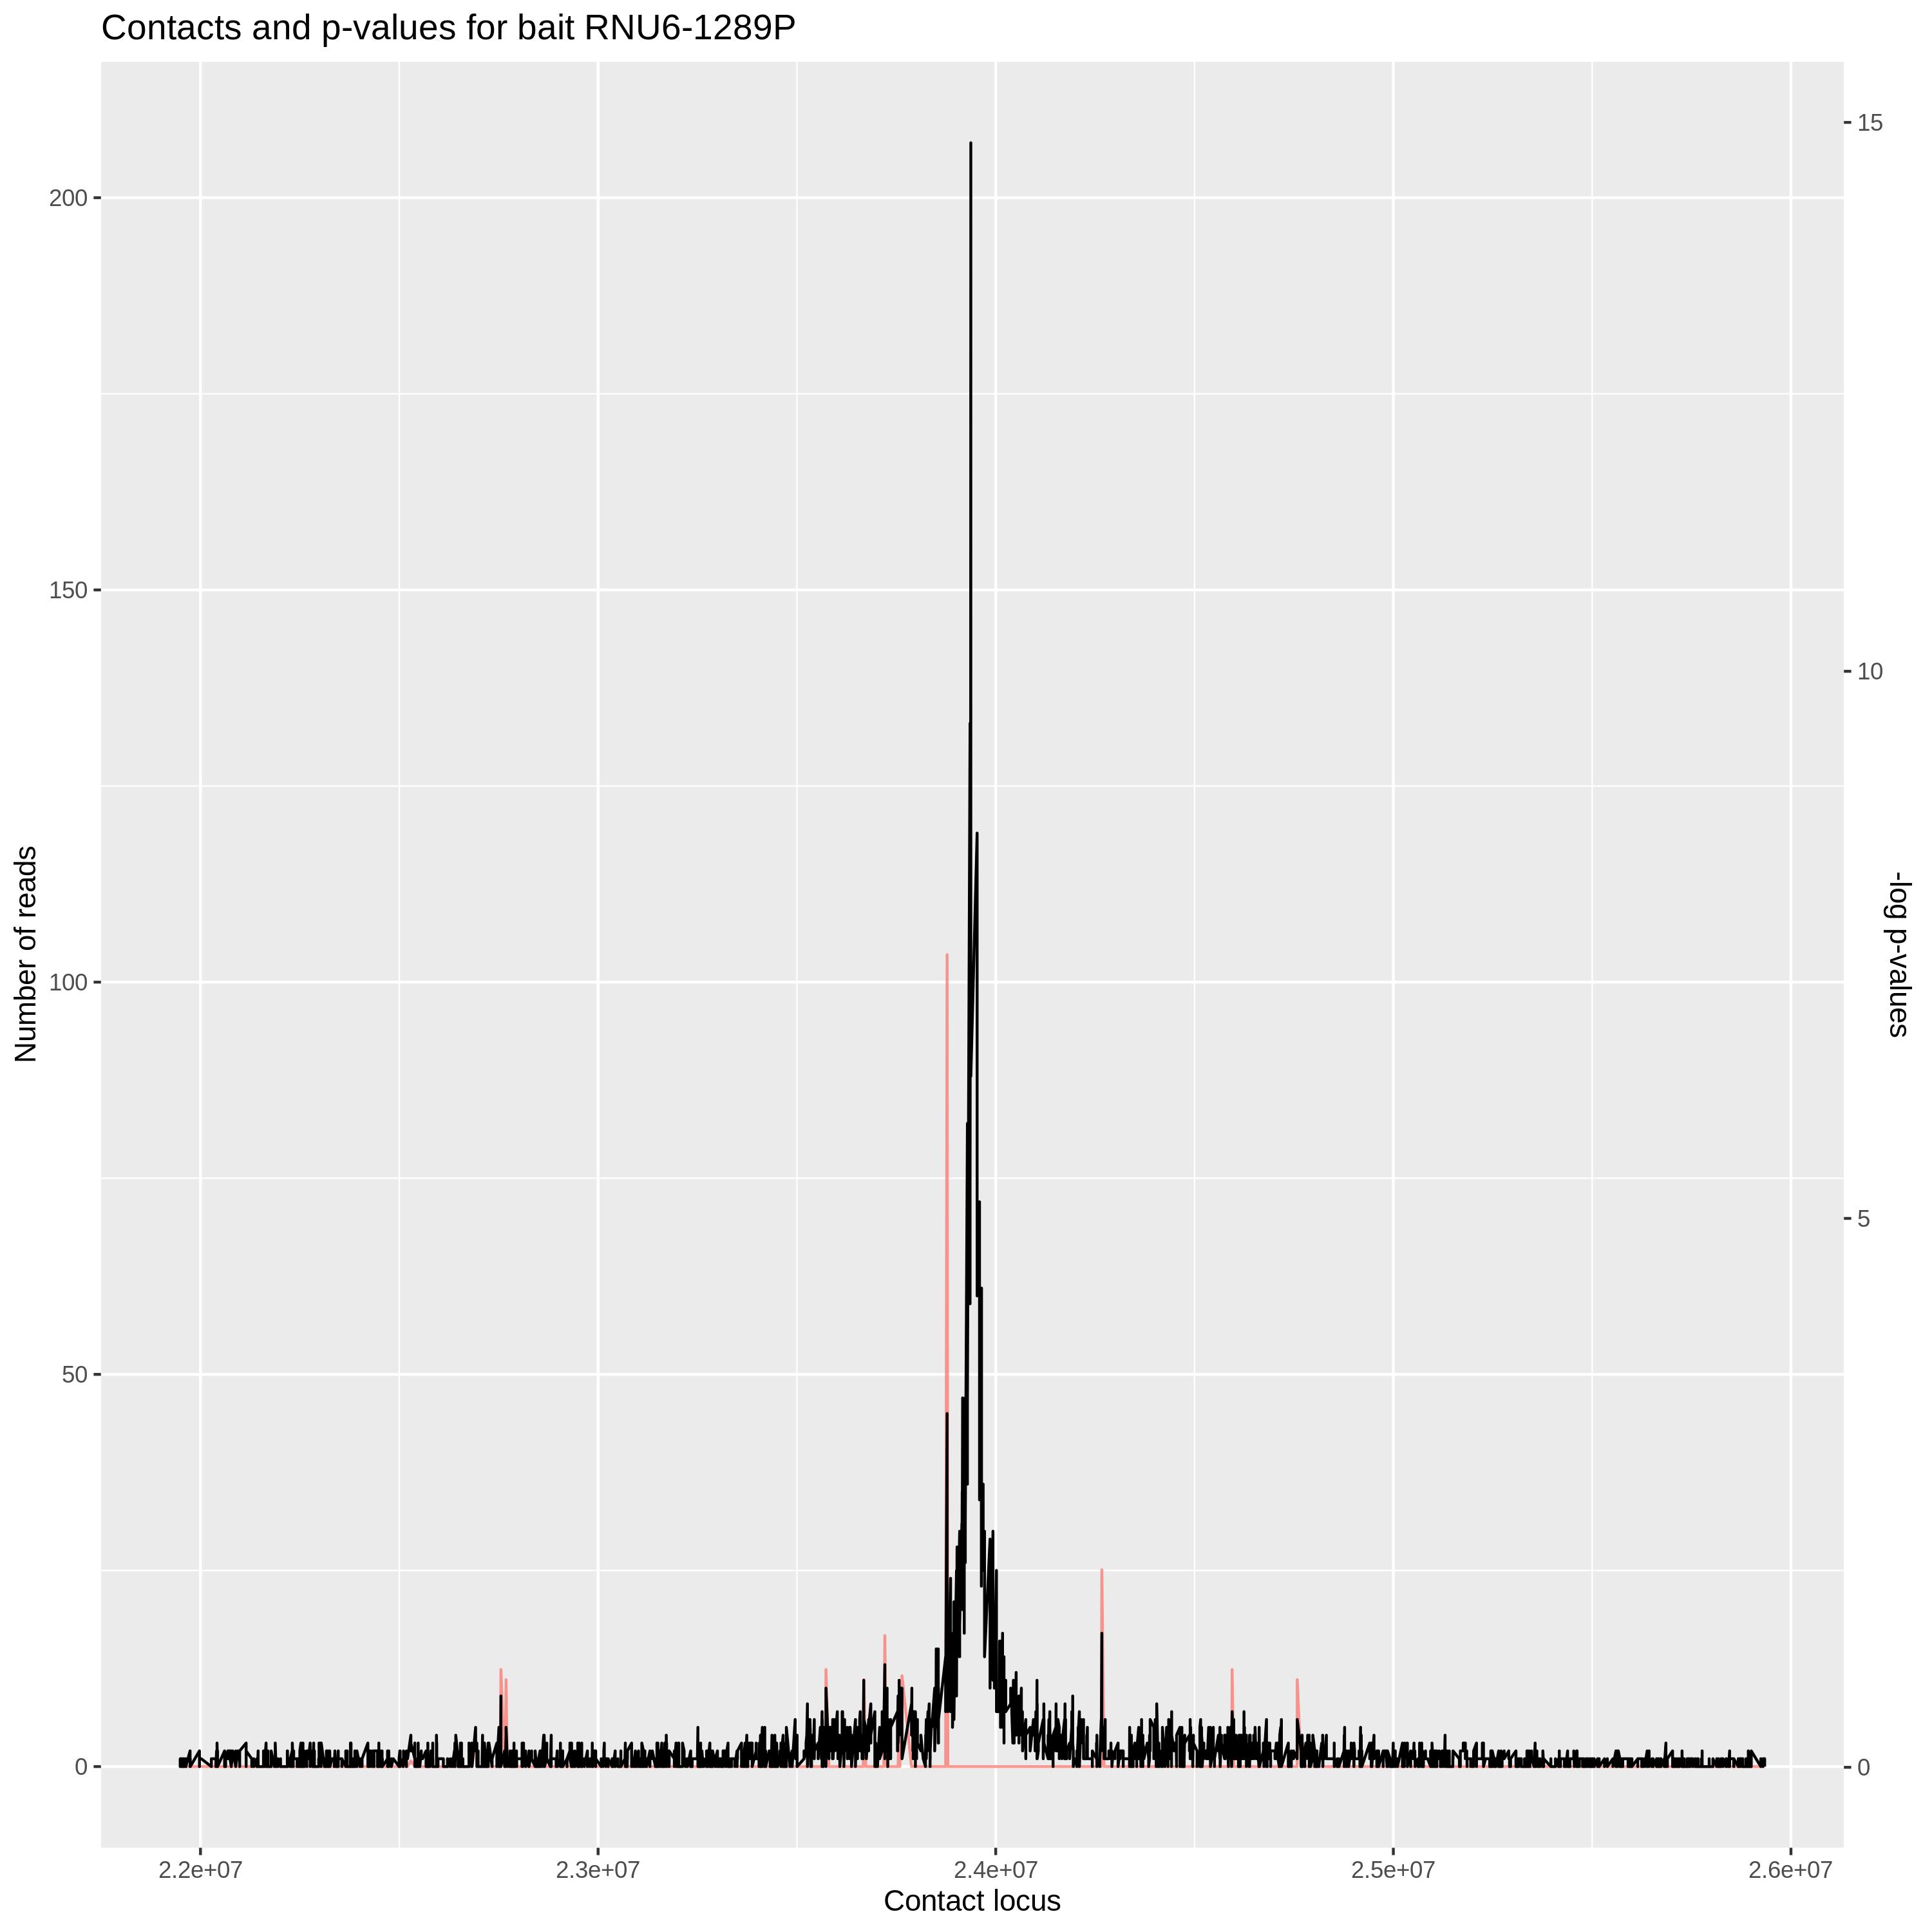 Contacts and p-values for bait RNU6-1289P
200
150
100
50
0
Number of reads
15
10
5
0
-log p-values
2.2e+07
2.3e+07
2.4e+07
2.5e+07
2.6e+07
Contact locus